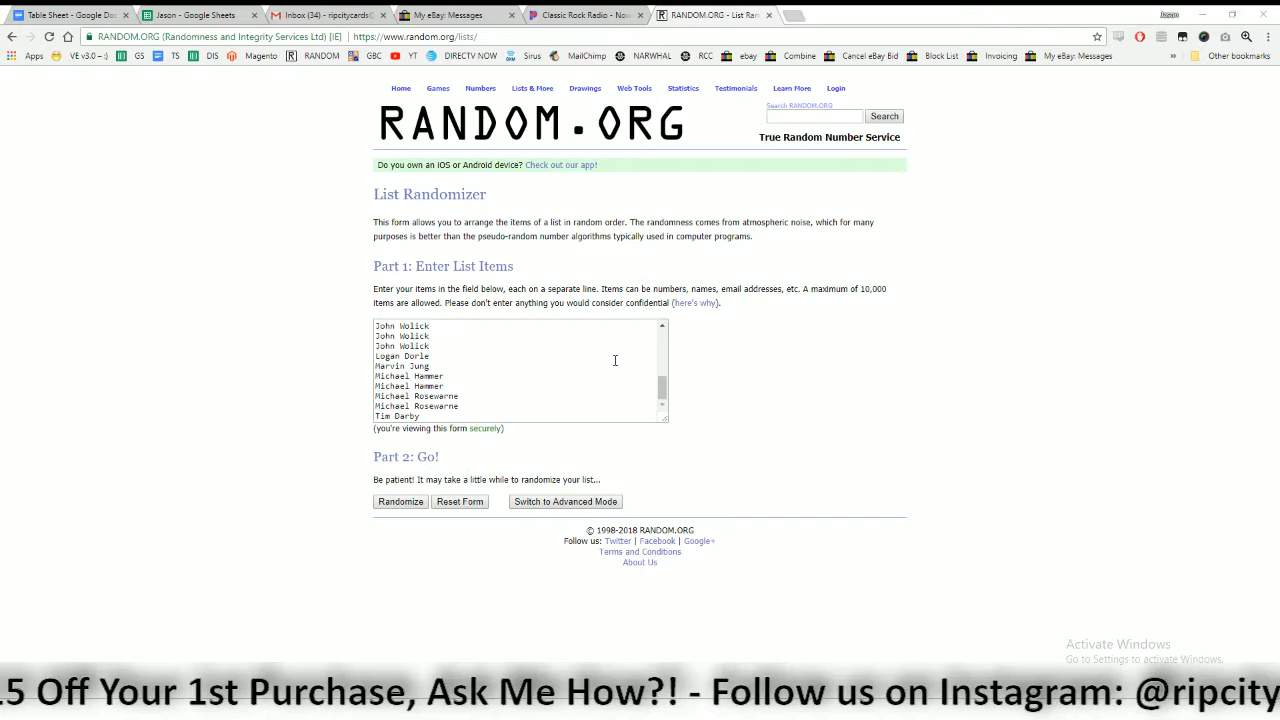 Table Sheet - Google Do
Jason - Google Sheets
Inbox (34) - ripcitycards@
My eBay: Messages
Classic Rock Radio - Now
RANDOM.ORG - List Ran
Jason
RANDOM.ORG (Randomness and Integrity Services Ltd) [IE]
https://www.random.org/lists/
Apps
VE v3.0 -- :)
GS
TS
DIS
Magento
RANDOM
GBC
YT
DIRECTV NOW
Sirus
MailChimp
NARWHAL
RCC
ebay
Combine
Cancel eBay Bid
Block List
Invoicing
My eBay: Messages
»
Other bookmarks
Home
Games
Numbers
Lists & More
Drawings
Web Tools
Statistics
Testimonials
Learn More
Login
Search RANDOM.ORG
Search
RANDOM.ORG
True Random Number Service
Do you own an iOS or Android device? Check out our app!
List Randomizer
This form allows you to arrange the items of a list in random order. The randomness comes from atmospheric noise, which for many
purposes is better than the pseudo-random number algorithms typically used in computer programs.
Part 1: Enter List Items
Enter your items in the field below, each on a separate line. Items can be numbers, names, email addresses, etc. A maximum of 10,000
items are allowed. Please don't enter anything you would consider confidential (here's why).
John Wolick
John Wolick
John Wolick
Logan Dorle
Marvin Jung
Michael Hammer
Michael Hammer
Michael Rosewarne
Michael Rosewarne
Tim Darby
(you're viewing this form securely)
Part 2: Go!
Be patient! It may take a little while to randomize your list...
Randomize
Reset Form
Switch to Advanced Mode
© 1998-2018 RANDOM.ORG
Follow us: Twitter | Facebook | Google+
Terms and Conditions
About Us
Activate Windows
Go to Settings to activate Windows.
15 Off Your 1st Purchase, Ask Me How?! - Follow us on Instagram: @ripcity